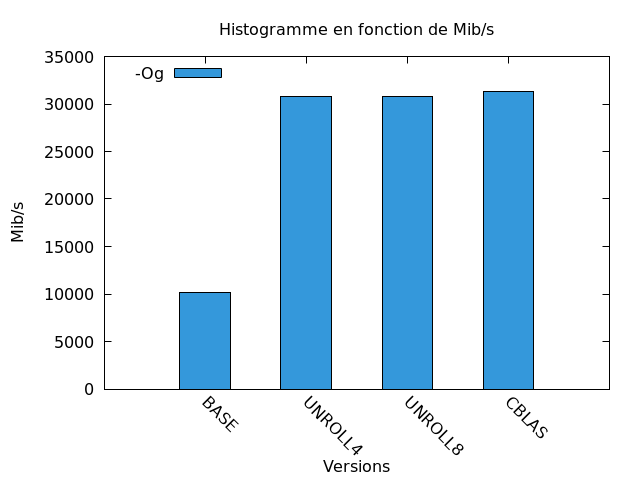 Histogramme en fonction de Mib/s
-Og
35000
30000
25000
20000
15000
10000
5000
0
Mib/s
BASE
UNROLL4
UNROLL8
CBLAS
Versions